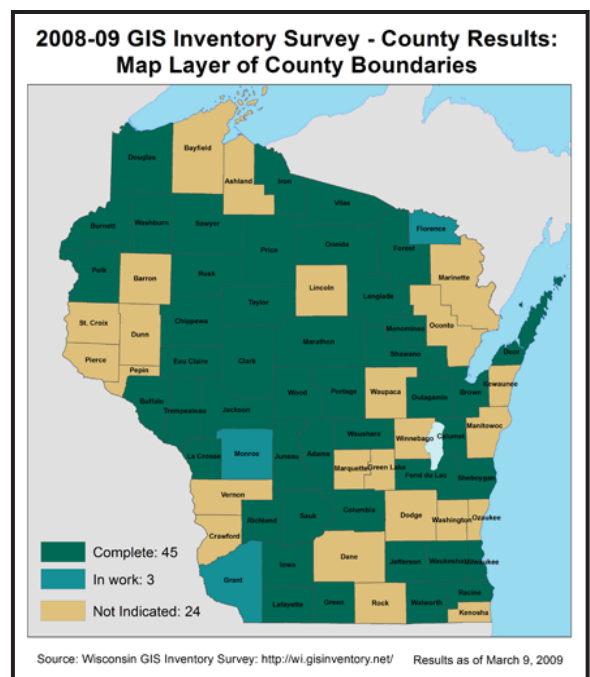 2008-09 GIS Inventory Survey - County Results:
Map Layer of County Boundaries
Douglas
Bayfield
Ashland
Iron
Vilas
Florence
Burnett
Washburn
Sawyer
Price
Oneida
Forest
Marinette
Polk
Barron
Rusk
Lincoln
Langlade
Taylor
Oconto
St. Croix
Dunn
Chippewa
Menominee
Marathon
Shawano
Door
Pierce
Pepin
Eau Claire
Clark
Kewaunee
Buffalo
Trempealeau
Jackson
Wood
Portage
Waupaca
Outagamie
Brown
Manitowoc
Waushara
Winnebago
Calumet
La Crosse
Monroe
Juneau
Adams
Marquette
Green Lake
Fond du Lac
Sheboygan
Vernon
Richland
Sauk
Columbia
Dodge
Washington
Ozaukee
Crawford
Grant
Iowa
Dane
Jefferson
Waukesha
Milwaukee
Lafayette
Green
Rock
Walworth
Racine
Kenosha
Complete: 45
In work: 3
Not Indicated: 24
Source: Wisconsin GIS Inventory Survey: http://wi.gisinventory.net/ Results as of March 9, 2009